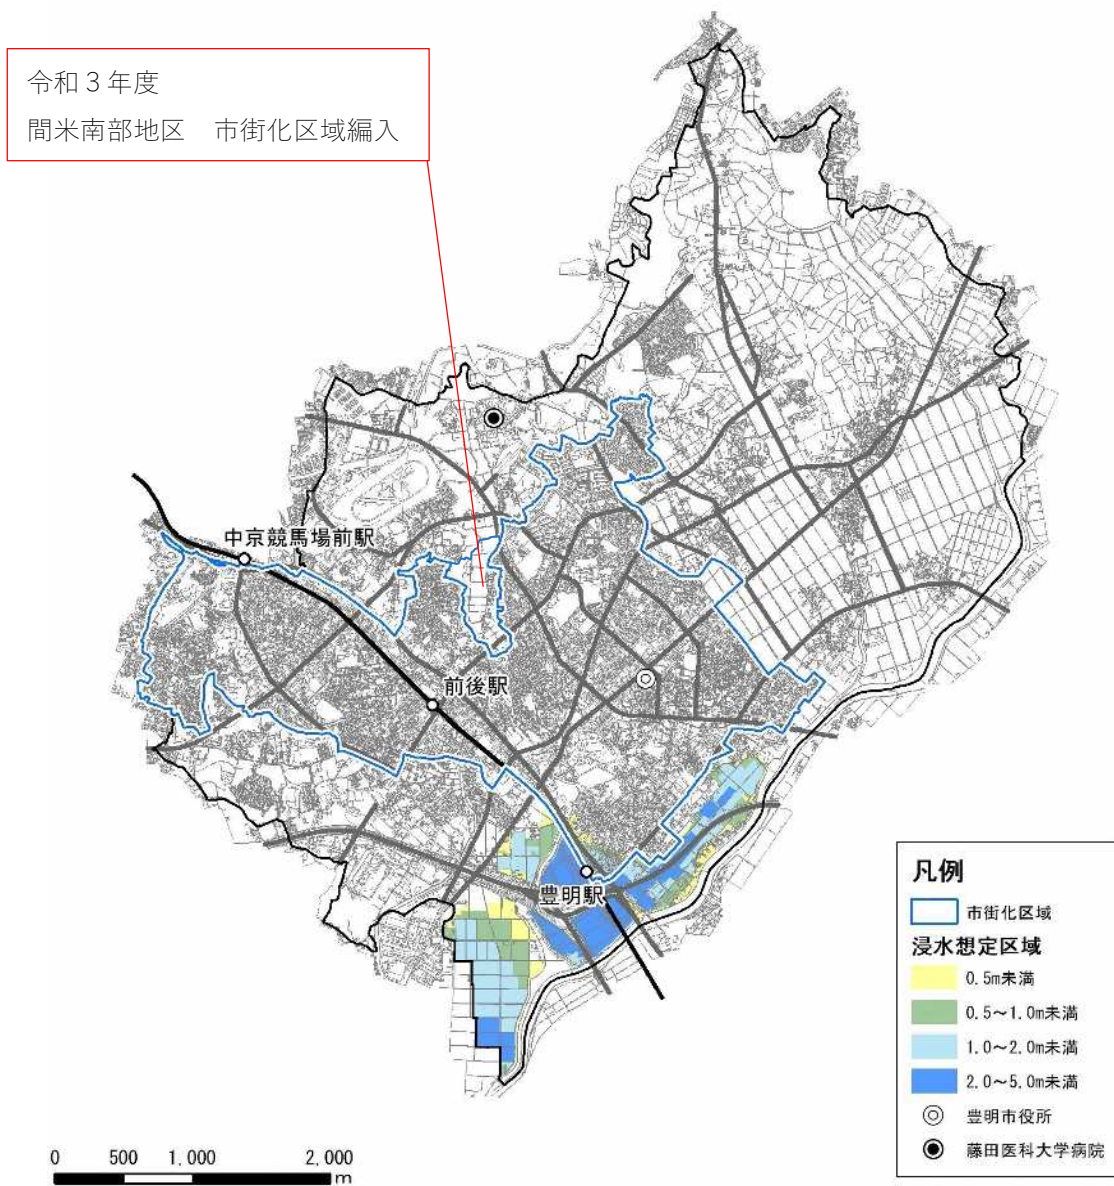 令和３年度
間米南部地区　市街化区域編入
中京競馬場前駅
前後駅
豊明駅
凡例
市街化区域
浸水想定区域
0.5m未満
0.5～1.0m未満
1.0～2.0m未満
2.0～5.0m未満
豊明市役所
藤田医科大学病院
0 500 1,000 2,000
m